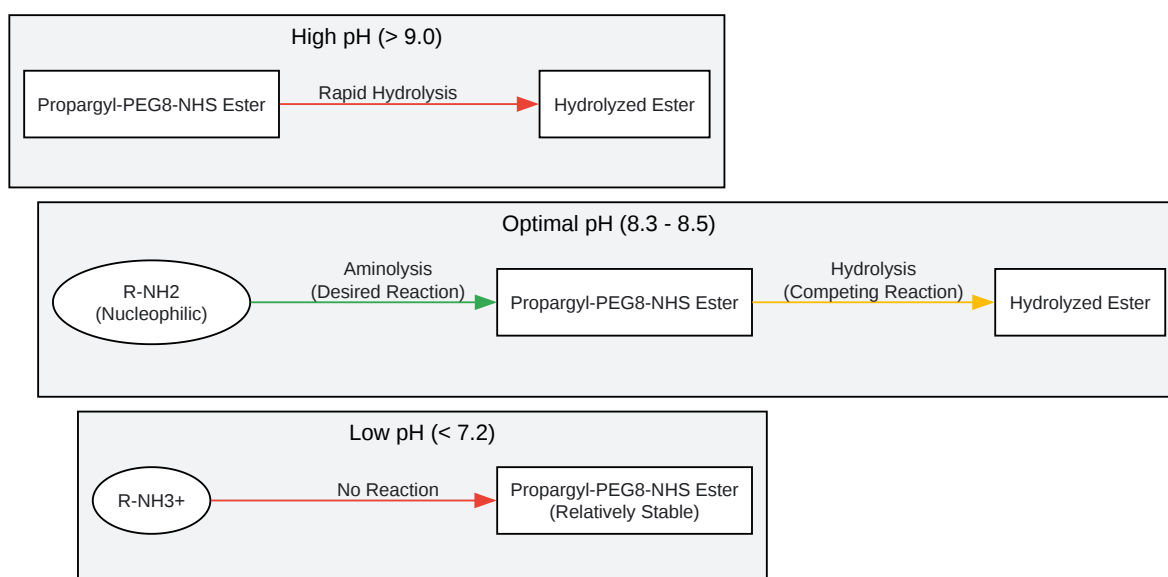 High pH (> 9.0)
Propargyl-PEG8-NHS Ester
Rapid Hydrolysis
Hydrolyzed Ester
Optimal pH (8.3 - 8.5)
R-NH2
(Nucleophilic)
Aminolysis
(Desired Reaction)
Propargyl-PEG8-NHS Ester
Hydrolysis
(Competing Reaction)
Hydrolyzed Ester
Low pH (< 7.2)
R-NH3+
No Reaction
Propargyl-PEG8-NHS Ester
(Relatively Stable)